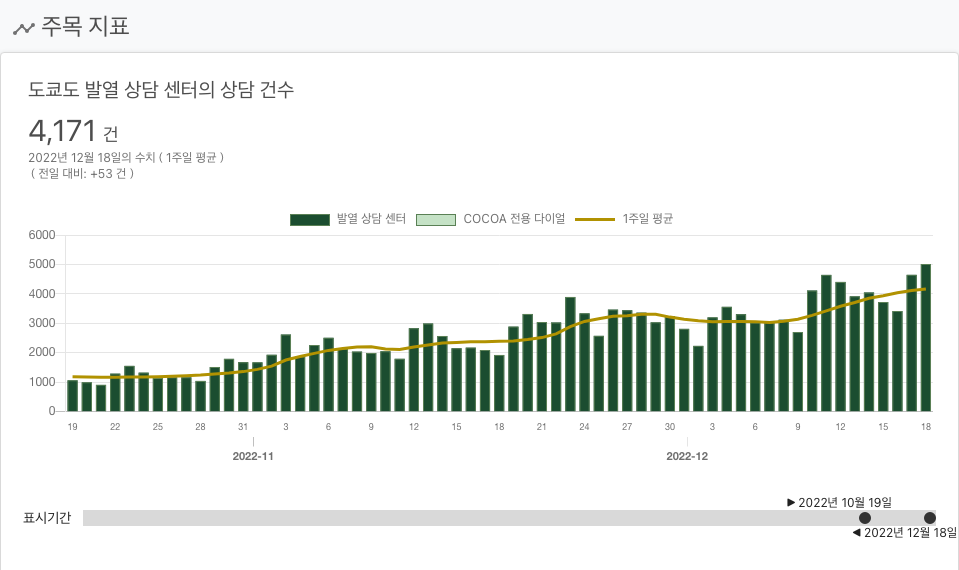 주목 지표
도쿄도 발열 상담 센터의 상담 건수
4,171 건
2022년 12월 18일의 수치 ( 1주일 평균 )
( 전일 대비: +53 건 )
발열 상담 센터 COCOA 전용 다이얼 1주일 평균
6000
5000
4000
3000
2000
1000
0
19 22 25 28 31 3 6 9 12 15 18 21 24 27 30 3 6 9 12 15 18
2022-11 2022-12
▶ 2022년 10월 19일
표시기간
◀ 2022년 12월 18일